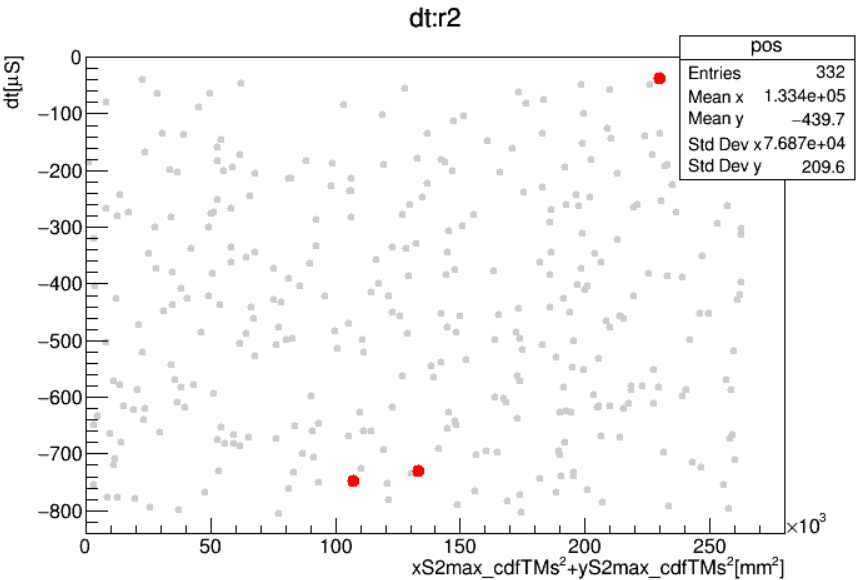 dt:r2
pos
Entries 332
Mean x 1.334e+05
Mean y −439.7
Std Dev x 7.687e+04
Std Dev y 209.6
dt[μS]
0
−100
−200
−300
−400
−500
−600
−700
−800
0 50 100 150 200 250
×10³
xS2max_cdfTMs²+yS2max_cdfTMs²[mm²]